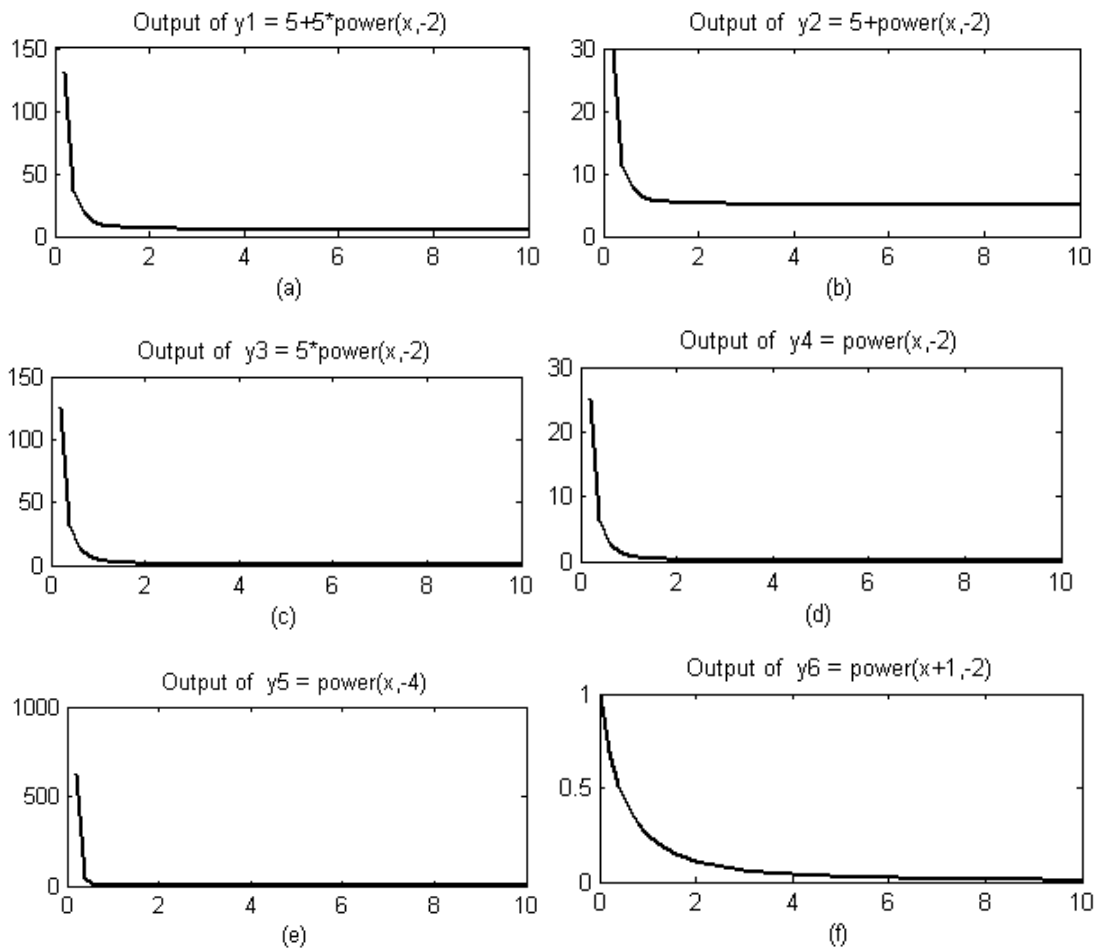 Output of y1 = 5+5*power(x,-2)
150
100
50
0
0 2 4 6 8 10
(a)
Output of y2 = 5+power(x,-2)
30
20
10
0
0 2 4 6 8 10
(b)
Output of y3 = 5*power(x,-2)
150
100
50
0
0 2 4 6 8 10
(c)
Output of y4 = power(x,-2)
30
20
10
0
0 2 4 6 8 10
(d)
Output of y5 = power(x,-4)
1000
500
0
0 2 4 6 8 10
(e)
Output of y6 = power(x+1,-2)
1
0.5
0
0 2 4 6 8 10
(f)